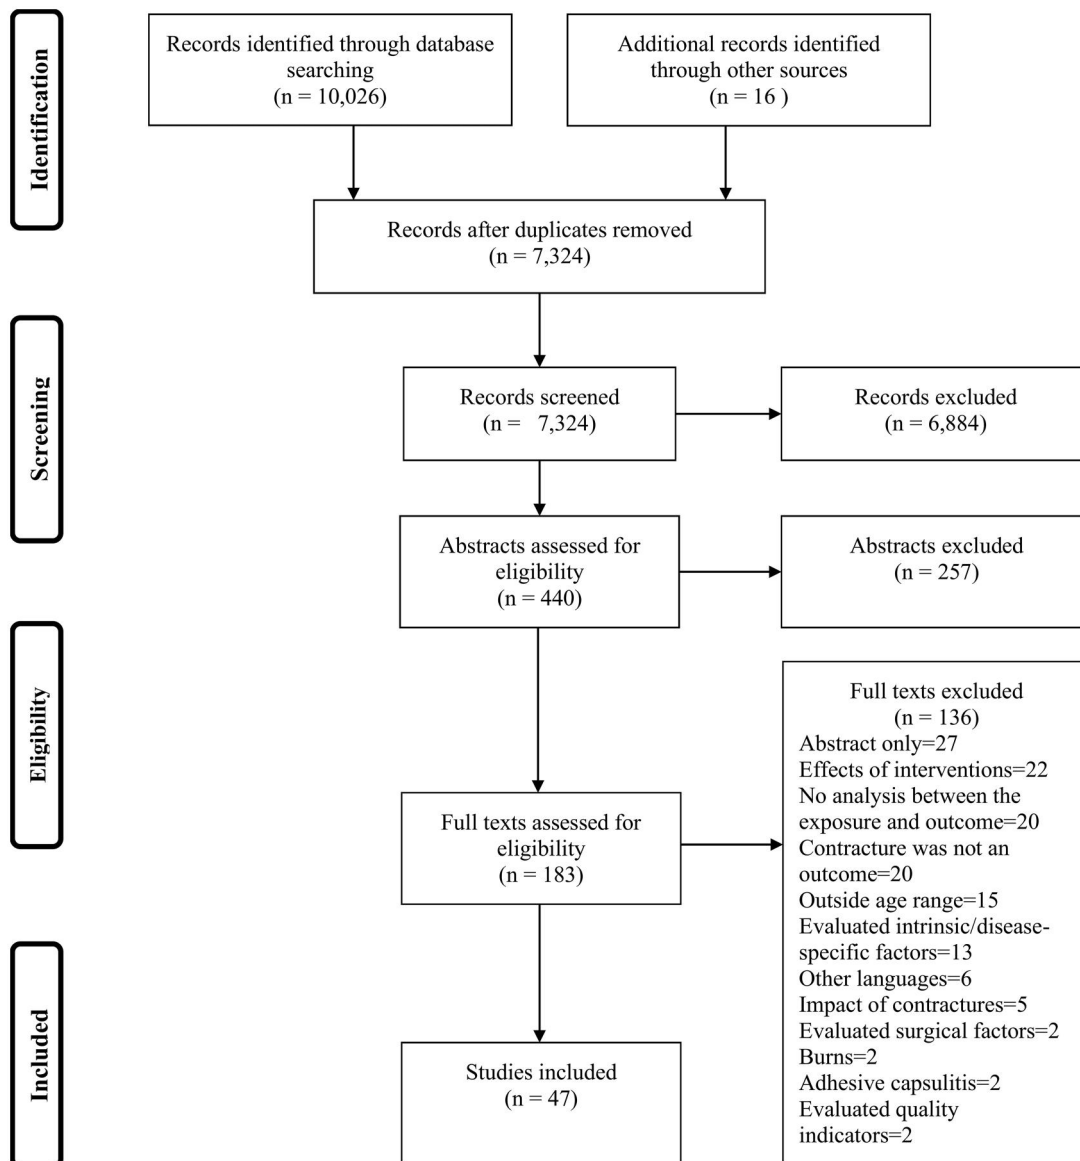 Identification
Records identified through database
searching
(n = 10,026)
Additional records identified
through other sources
(n = 16 )
Records after duplicates removed
(n = 7,324)
Screening
Records screened
(n =   7,324)
Records excluded
(n = 6,884)
Abstracts assessed for
eligibility
(n = 440)
Abstracts excluded
(n = 257)
Eligibility
Full texts assessed for
eligibility
(n = 183)
Full texts excluded
(n = 136)
Abstract only=27
Effects of interventions=22
No analysis between the
exposure and outcome=20
Contracture was not an
outcome=20
Outside age range=15
Evaluated intrinsic/disease-
specific factors=13
Other languages=6
Impact of contractures=5
Evaluated surgical factors=2
Burns=2
Adhesive capsulitis=2
Evaluated quality
indicators=2
Included
Studies included
(n = 47)